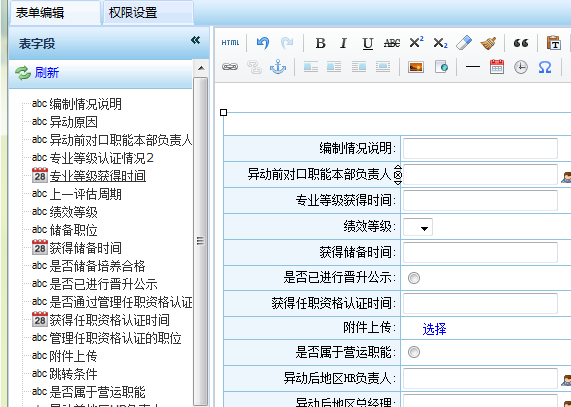 表单编辑
权限设置
表字段 «
刷新
abc 编制情况说明
abc 异动原因
abc 异动前对口职能本部负责人
abc 专业等级认证情况2
28 专业等级获得时间
abc 上一评估周期
abc 绩效等级
abc 储备职位
28 获得储备时间
abc 是否储备培养合格
abc 是否已进行晋升公示
abc 是否通过管理任职资格认证
28 获得任职资格认证时间
abc 管理任职资格认证的职位
abc 附件上传
abc 跳转条件
abc 是否属于营运职能
HTML B I U ABC X² X₂
Ω
编制情况说明:
异动前对口职能本部负责人
专业等级获得时间:
绩效等级:
获得储备时间:
是否已进行晋升公示:
获得任职资格认证时间:
附件上传: 选择
是否属于营运职能:
异动后地区HR负责人:
异动后地区总经理: